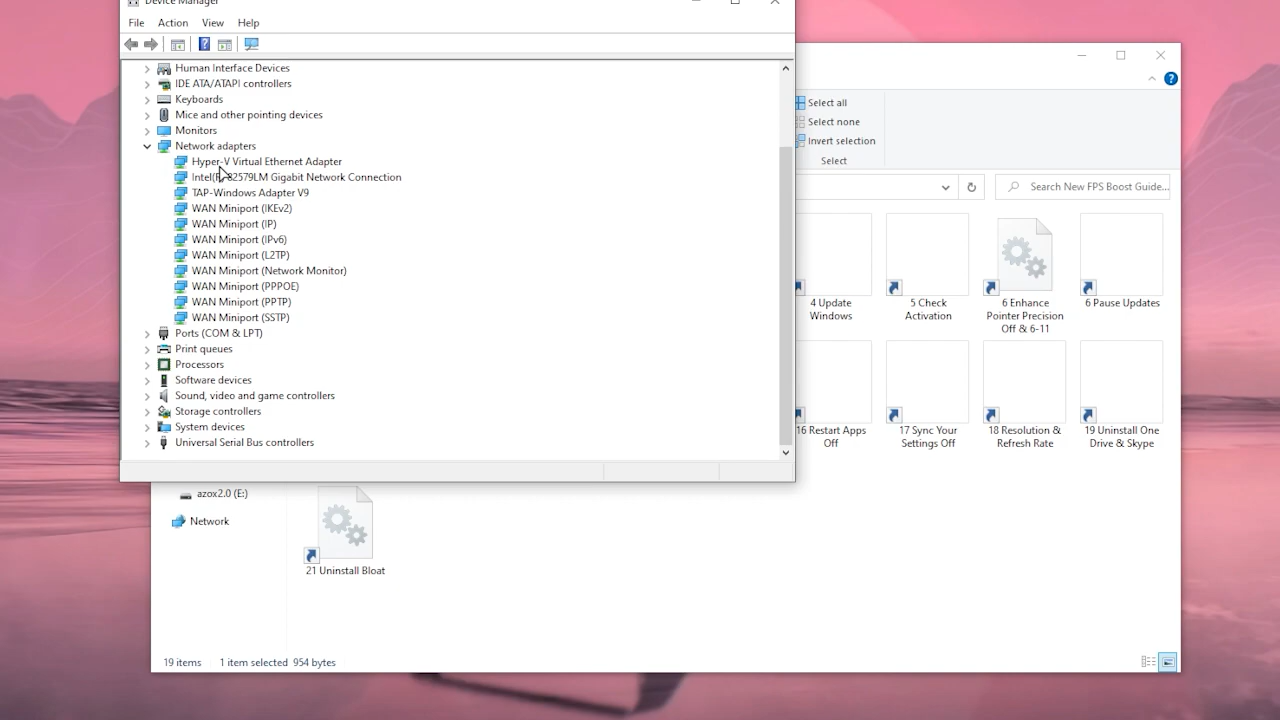 Device Manager
File Action View Help
Human Interface Devices
IDE ATA/ATAPI controllers
Keyboards
Mice and other pointing devices
Monitors
Network adapters
Hyper-V Virtual Ethernet Adapter
Intel(R) 82579LM Gigabit Network Connection
TAP-Windows Adapter V9
WAN Miniport (IKEv2)
WAN Miniport (IP)
WAN Miniport (IPv6)
WAN Miniport (L2TP)
WAN Miniport (Network Monitor)
WAN Miniport (PPPOE)
WAN Miniport (PPTP)
WAN Miniport (SSTP)
Ports (COM & LPT)
Print queues
Processors
Software devices
Sound, video and game controllers
Storage controllers
System devices
Universal Serial Bus controllers
Select all
Select none
Invert selection
Select
Search New FPS Boost Guide...
4 Update
Windows
5 Check
Activation
6 Enhance
Pointer Precision
Off & 6-11
6 Pause Updates
16 Restart Apps
Off
17 Sync Your
Settings Off
18 Resolution &
Refresh Rate
19 Uninstall One
Drive & Skype
azox2.0 (E:)
Network
21 Uninstall Bloat
19 items 1 item selected 954 bytes